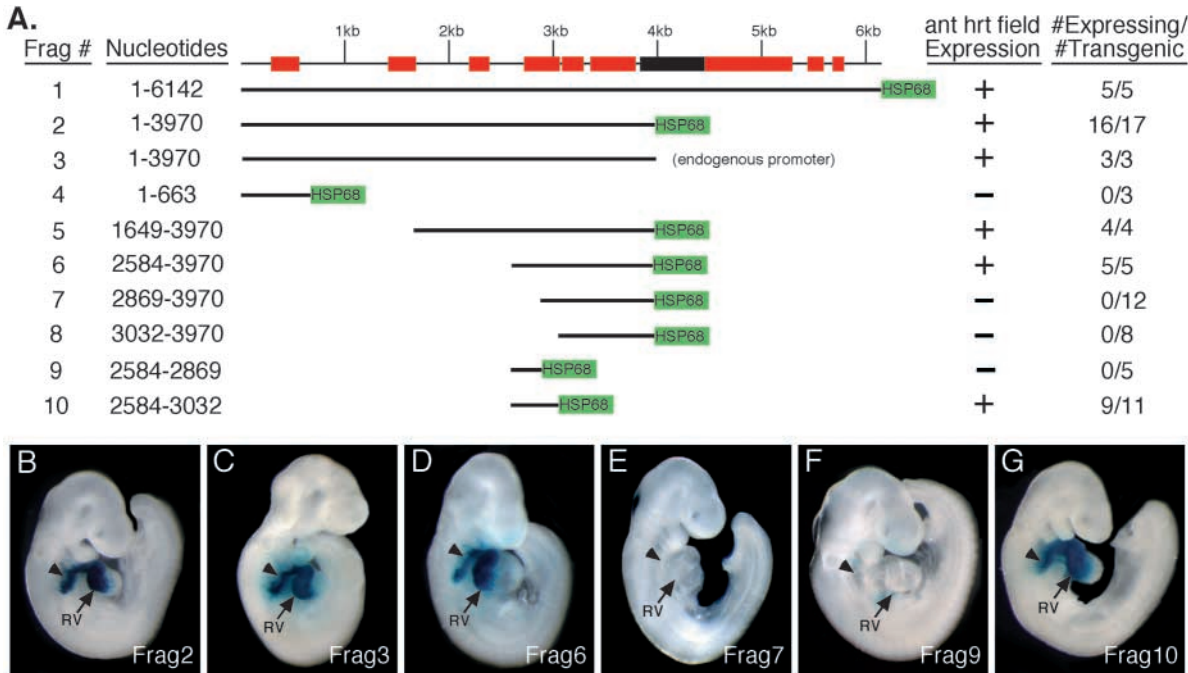 A.
1kb 2kb 3kb 4kb 5kb 6kb
ant hrt field #Expressing/
Frag # Nucleotides Expression #Transgenic
1 1-6142 HSP68 + 5/5
2 1-3970 HSP68 + 16/17
3 1-3970 (endogenous promoter) + 3/3
4 1-663 HSP68 − 0/3
5 1649-3970 HSP68 + 4/4
6 2584-3970 HSP68 + 5/5
7 2869-3970 HSP68 − 0/12
8 3032-3970 HSP68 − 0/8
9 2584-2869 HSP68 − 0/5
10 2584-3032 HSP68 + 9/11
B C D E F G
RV RV RV RV RV RV
Frag2 Frag3 Frag6 Frag7 Frag9 Frag10